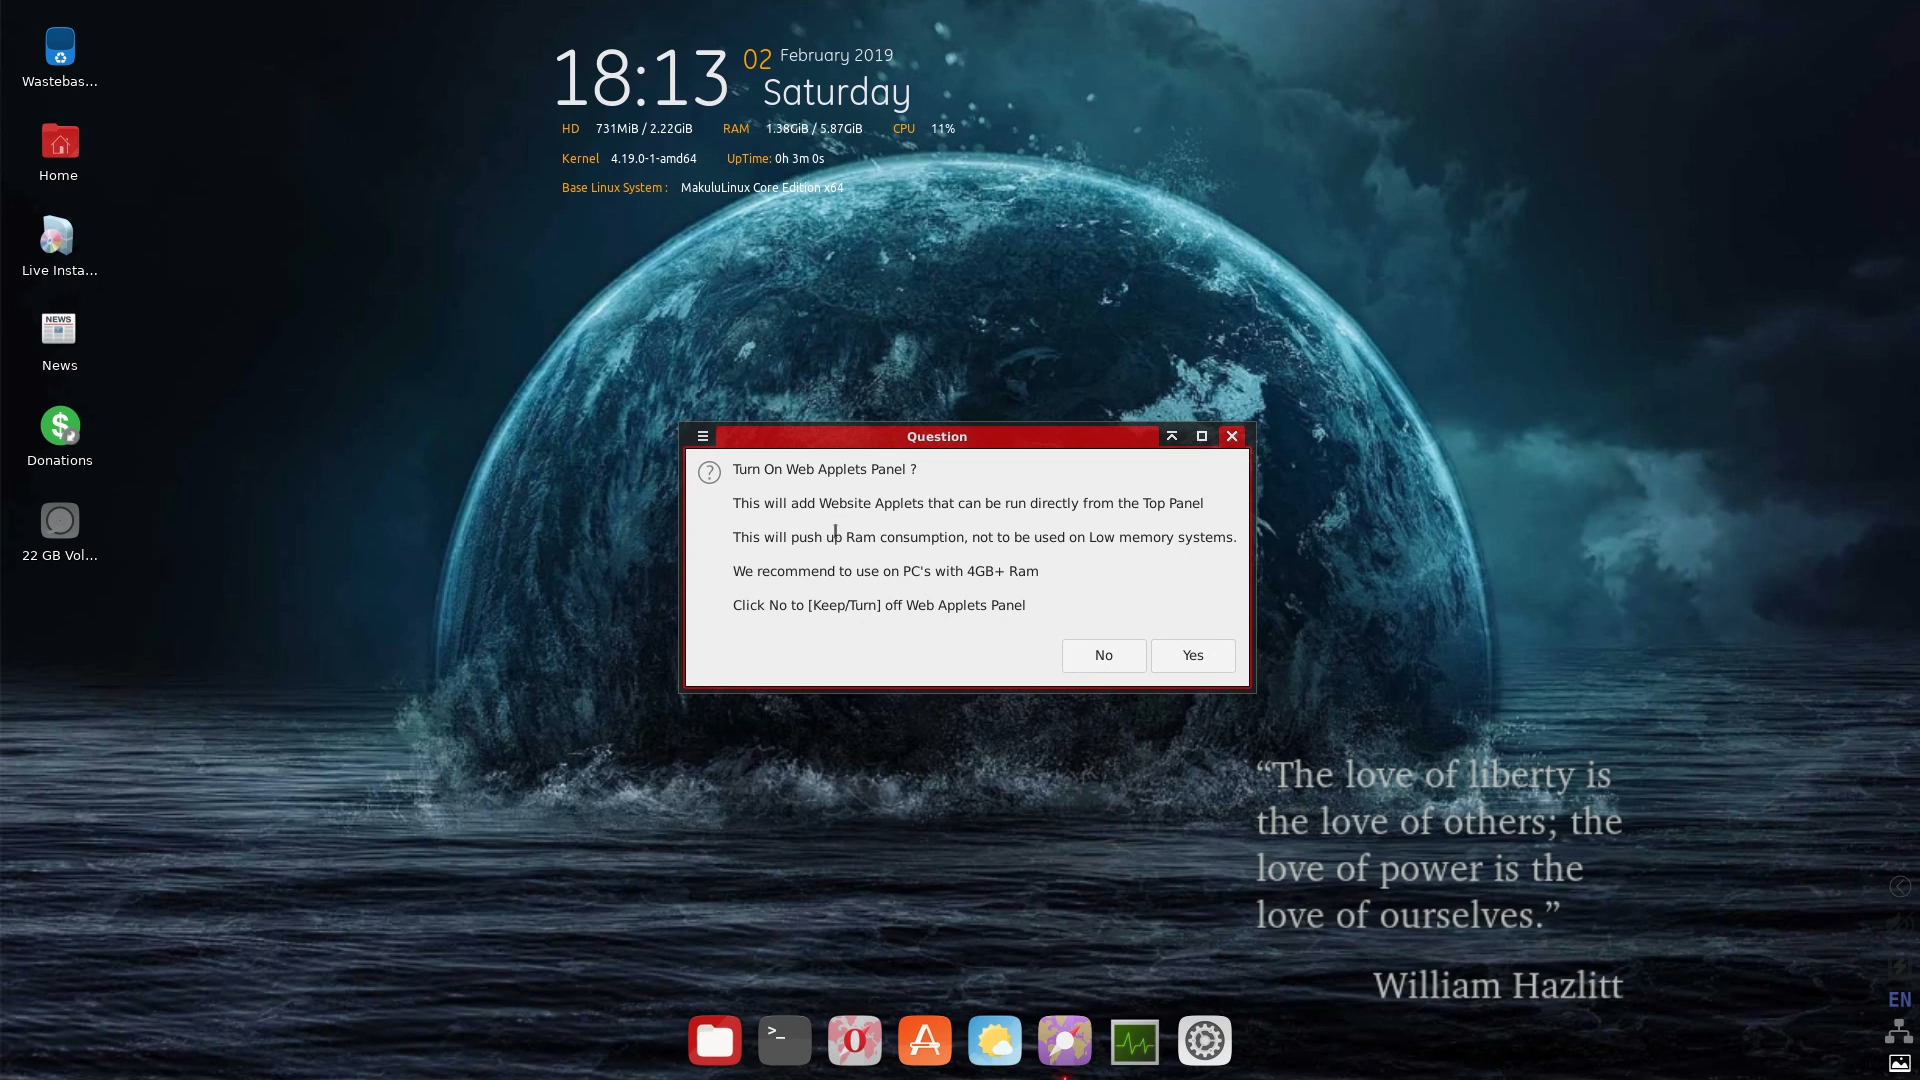 18:13 02 February 2019
Saturday
HD 731MiB / 2.22GiB RAM 1.38GiB / 5.87GiB CPU 11%
Kernel 4.19.0-1-amd64 UpTime: 0h 3m 0s
Base Linux System : MakuluLinux Core Edition x64
Wastebas...
Home
Live Insta...
NEWS
News
$
Donations
22 GB Vol...
Question
?
Turn On Web Applets Panel ?
This will add Website Applets that can be run directly from the Top Panel
This will push up Ram consumption, not to be used on Low memory systems.
We recommend to use on PC's with 4GB+ Ram
Click No to [Keep/Turn] off Web Applets Panel
No Yes
“The love of liberty is
the love of others; the
love of power is the
love of ourselves.”
William Hazlitt
EN
>_